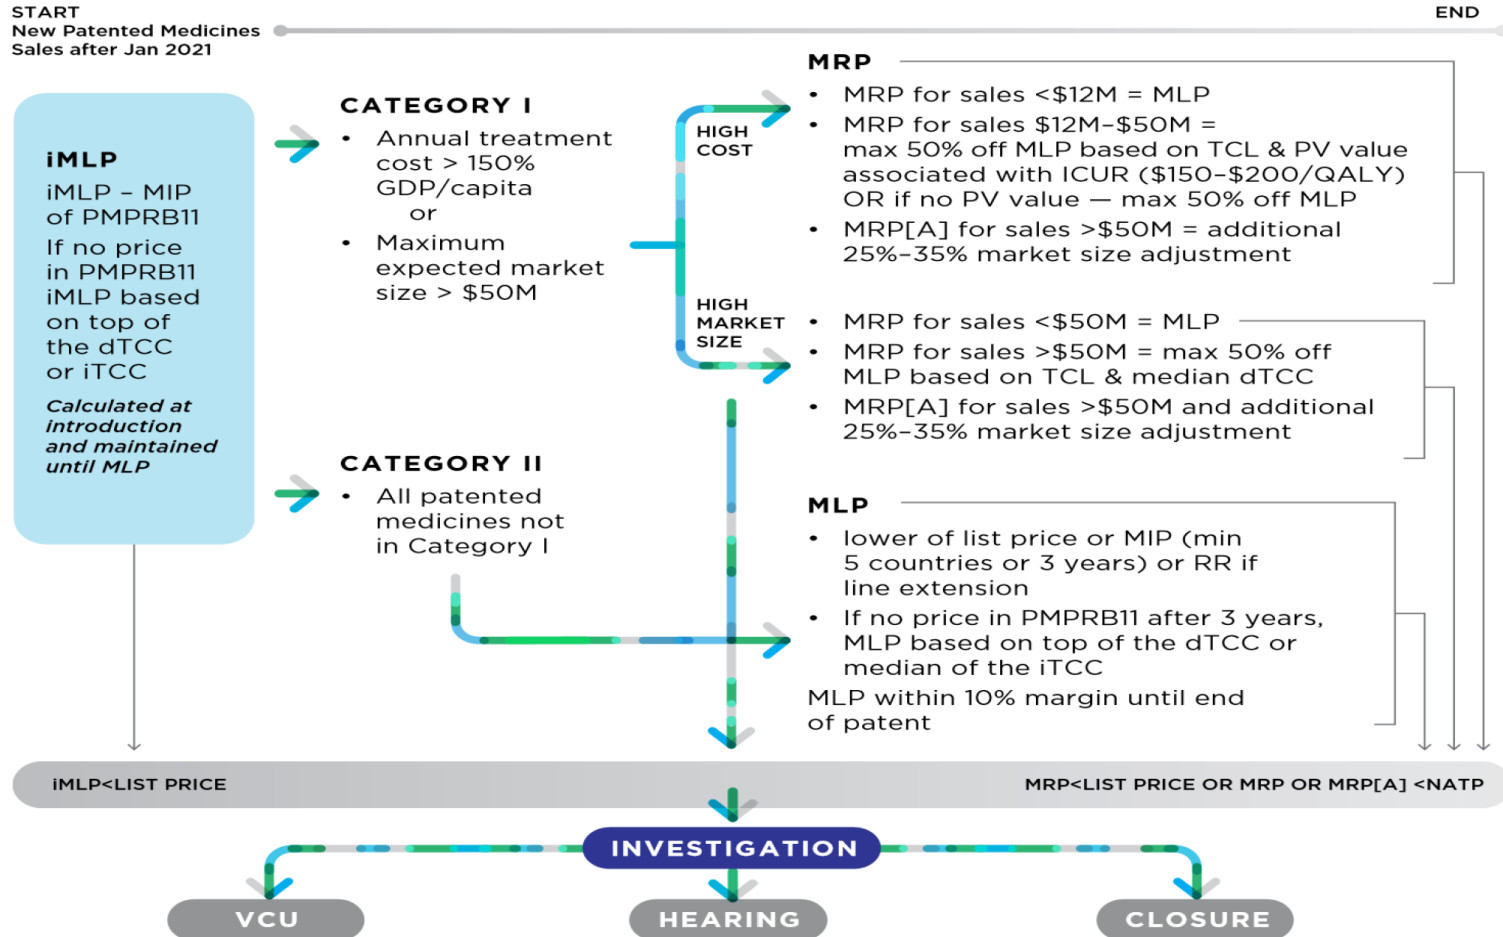 START
New Patented Medicines
Sales after Jan 2021
END
iMLP
iMLP – MIP
of PMPRB11
If no price
in PMPRB11
iMLP based
on top of
the dTCC
or iTCC
Calculated at
introduction
and maintained
until MLP
CATEGORY I
• Annual treatment
cost > 150%
GDP/capita
or
• Maximum
expected market
size > $50M
CATEGORY II
• All patented
medicines not
in Category I
HIGH
COST
HIGH
MARKET
SIZE
MRP
• MRP for sales <$12M = MLP
• MRP for sales $12M–$50M =
max 50% off MLP based on TCL & PV value
associated with ICUR ($150–$200/QALY)
OR if no PV value — max 50% off MLP
• MRP[A] for sales >$50M = additional
25%–35% market size adjustment
• MRP for sales <$50M = MLP
• MRP for sales >$50M = max 50% off
MLP based on TCL & median dTCC
• MRP[A] for sales >$50M and additional
25%–35% market size adjustment
MLP
• lower of list price or MIP (min
5 countries or 3 years) or RR if
line extension
• If no price in PMPRB11 after 3 years,
MLP based on top of the dTCC or
median of the iTCC
MLP within 10% margin until end
of patent
iMLP<LIST PRICE
MRP<LIST PRICE OR MRP OR MRP[A] <NATP
INVESTIGATION
VCU
HEARING
CLOSURE